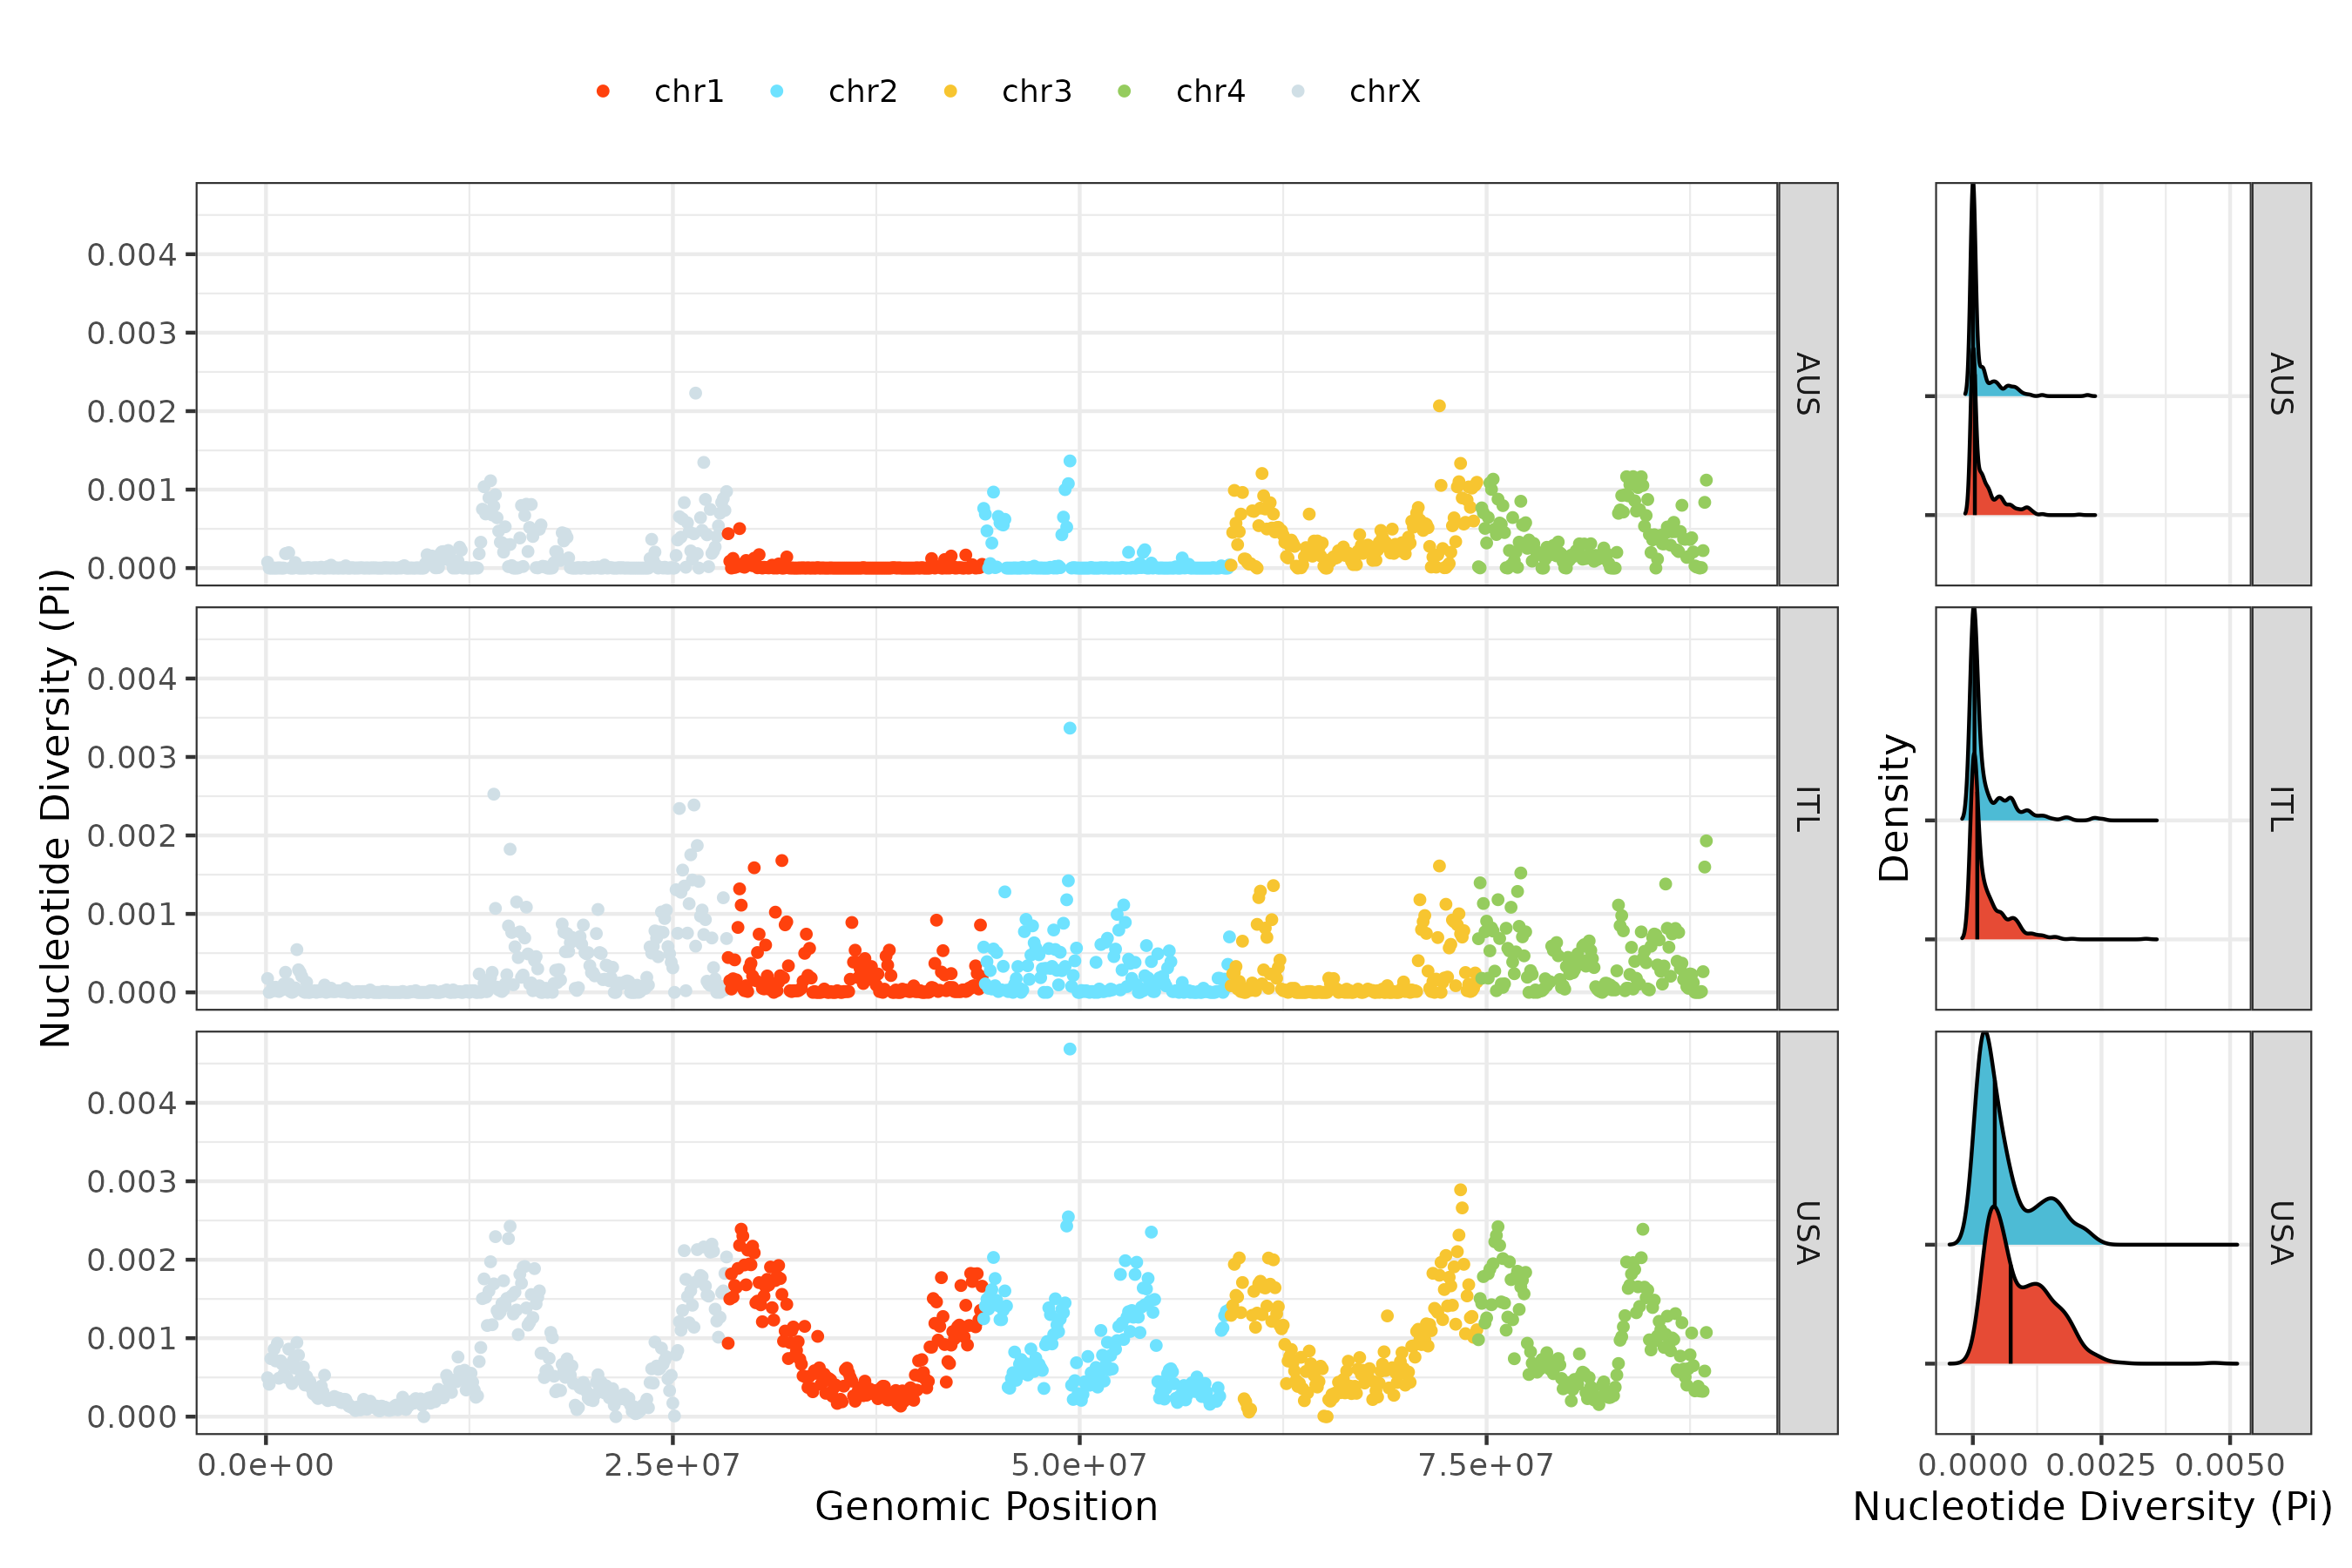 chr1 chr2 chr3 chr4 chrX
Nucleotide Diversity (Pi)
0.004
0.003
0.002
0.001
0.000
AUS
0.004
0.003
0.002
0.001
0.000
ITL
0.004
0.003
0.002
0.001
0.000
USA
0.0e+00 2.5e+07 5.0e+07 7.5e+07
Genomic Position
Density
AUS
ITL
USA
0.0000 0.0025 0.0050
Nucleotide Diversity (Pi)